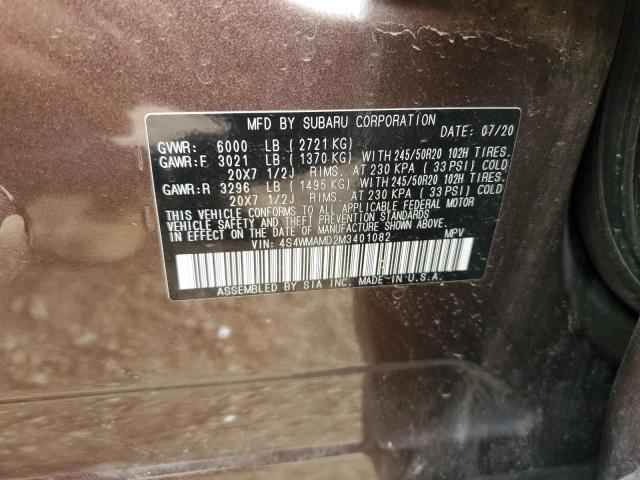 MFD BY SUBARU CORPORATION
DATE: 07/20
GVWR: 6000 LB ( 2721 KG)
GAWR:F 3021 LB ( 1370 KG) WITH 245/50R20 102H TIRES.
20X7 1/2J RIMS. AT 230 KPA ( 33 PSI) COLD
GAWR:R 3296 LB ( 1495 KG) WITH 245/50R20 102H TIRES.
20X7 1/2J RIMS. AT 230 KPA ( 33 PSI) COLD
THIS VEHICLE CONFORMS TO ALL APPLICABLE FEDERAL MOTOR
VEHICLE SAFETY AND THEFT PREVENTION STANDARDS
IN EFFECT ON THE DATE OF MANUFACTURE SHOWN ABOVE.
VIN: 4S4WMAMD2M3401082 MPV
ASSEMBLED BY SIA INC. MADE IN U.S.A.